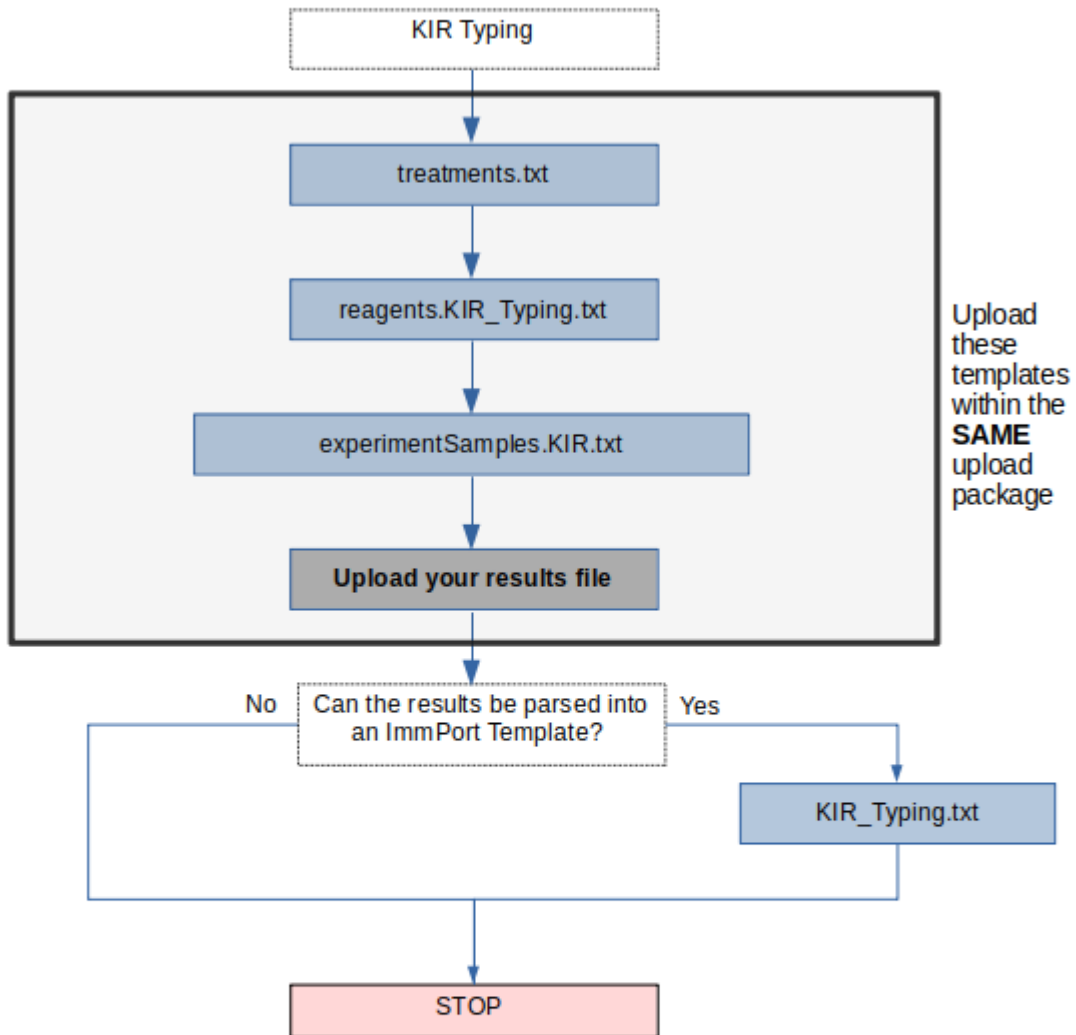 KIR Typing
treatments.txt
reagents.KIR_Typing.txt
experimentSamples.KIR.txt
Upload your results file
Upload
these
templates
within the
SAME
upload
package
No
Can the results be parsed into
an ImmPort Template?
Yes
KIR_Typing.txt
STOP